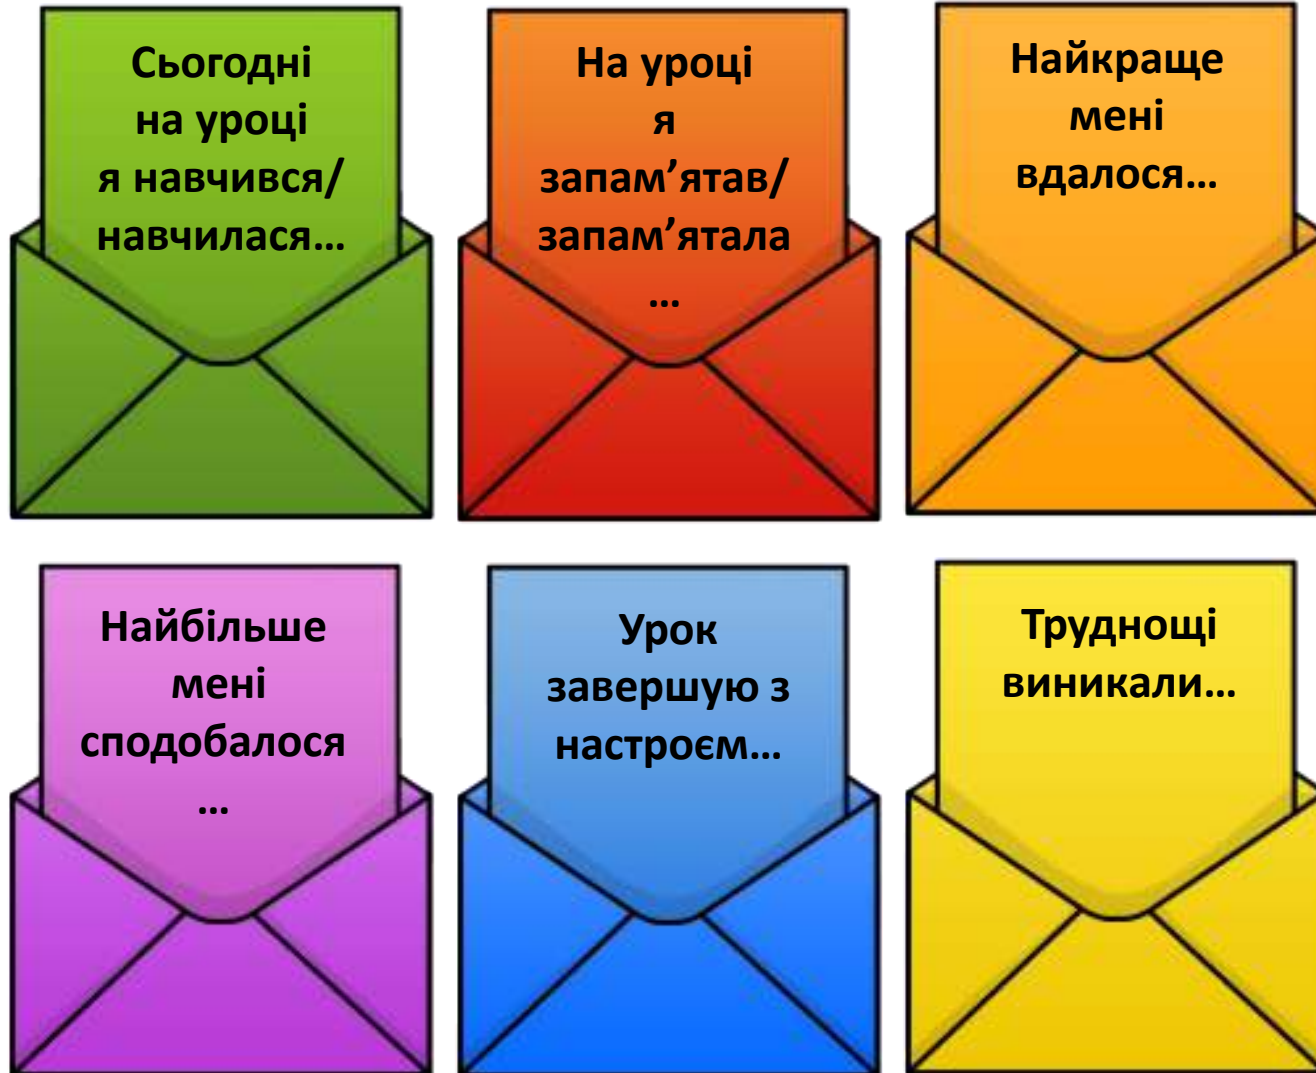 Сьогодні
на уроці
я навчився/
навчилася…
На уроці
я
запам’ятав/
запам’ятала
…
Найкраще
мені
вдалося…
Найбільше
мені
сподобалося
…
Урок
завершую з
настроєм…
Труднощі
виникали…